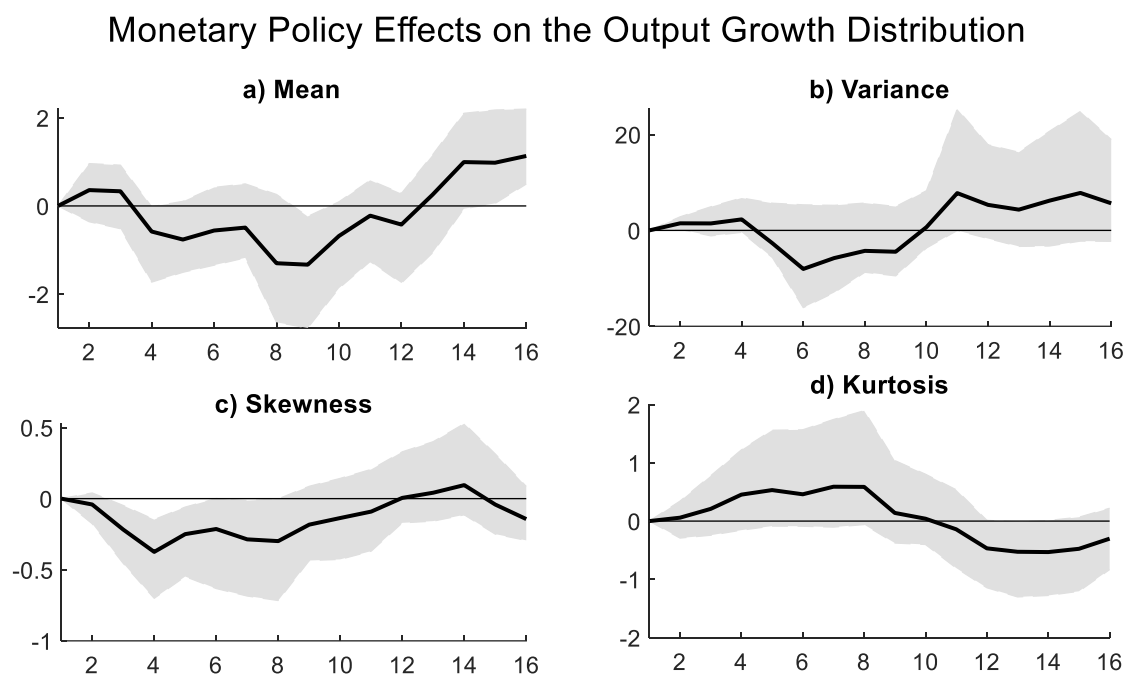 Monetary Policy Effects on the Output Growth Distribution
a) Mean
2
0
-2
2 4 6 8 10 12 14 16
b) Variance
20
0
-20
2 4 6 8 10 12 14 16
c) Skewness
0.5
0
-0.5
-1
2 4 6 8 10 12 14 16
d) Kurtosis
2
1
0
-1
-2
2 4 6 8 10 12 14 16